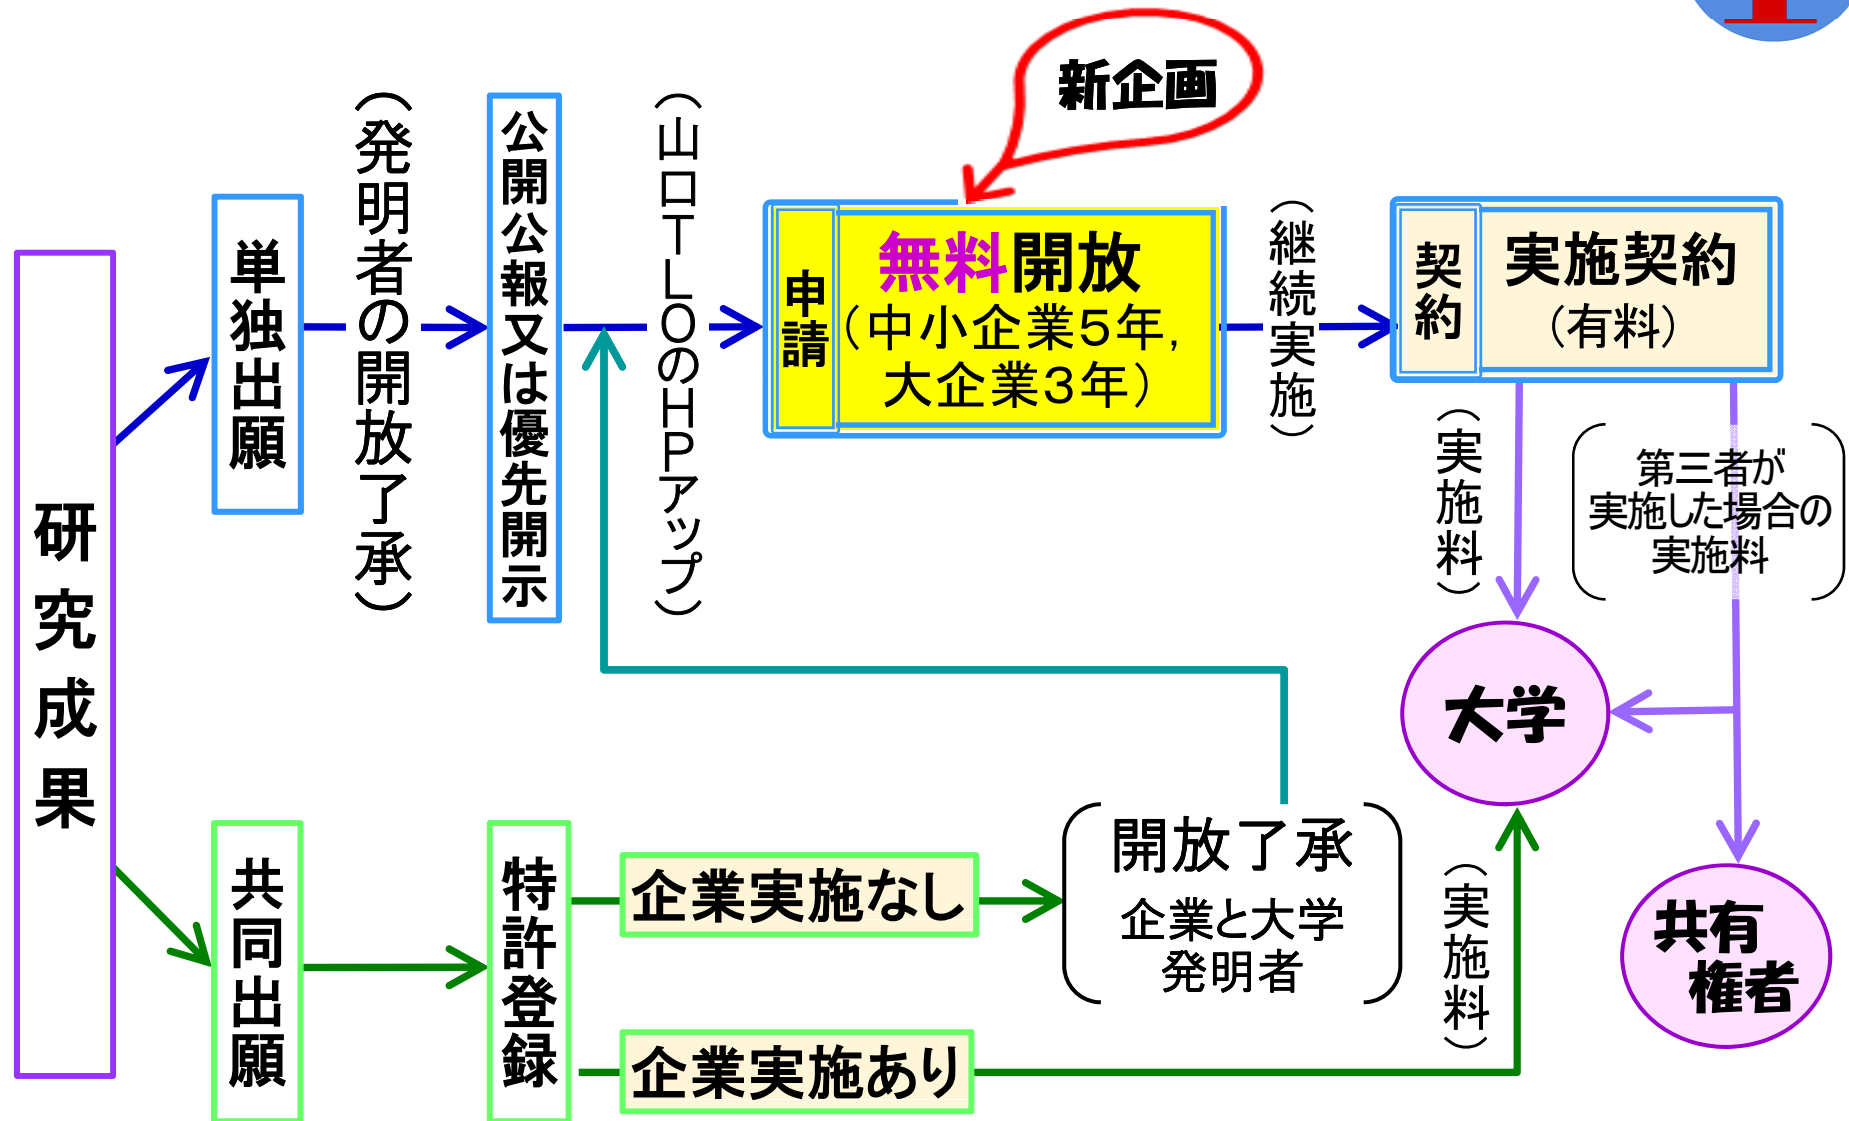 新企画
研究成果
単独出願
（発明者の開放了承）
公開公報又は優先開示
（山口TLOのHPアップ）
申請
無料開放
（中小企業5年,
大企業3年）
（継続実施）
契約
実施契約
（有料）
（実施料）
第三者が
実施した場合の
実施料
大学
共有
権者
共同出願
特許登録
企業実施なし
開放了承
企業と大学
発明者
企業実施あり
（実施料）